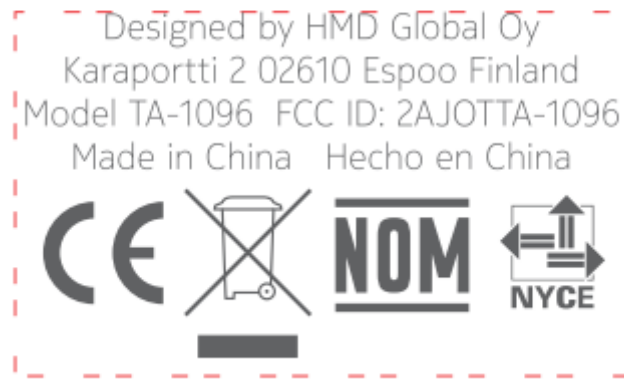 Designed by HMD Global Oy
Karaportti 2 02610 Espoo Finland
Model TA-1096 FCC ID: 2AJOTTA-1096
Made in China Hecho en China
CE NOM NYCE